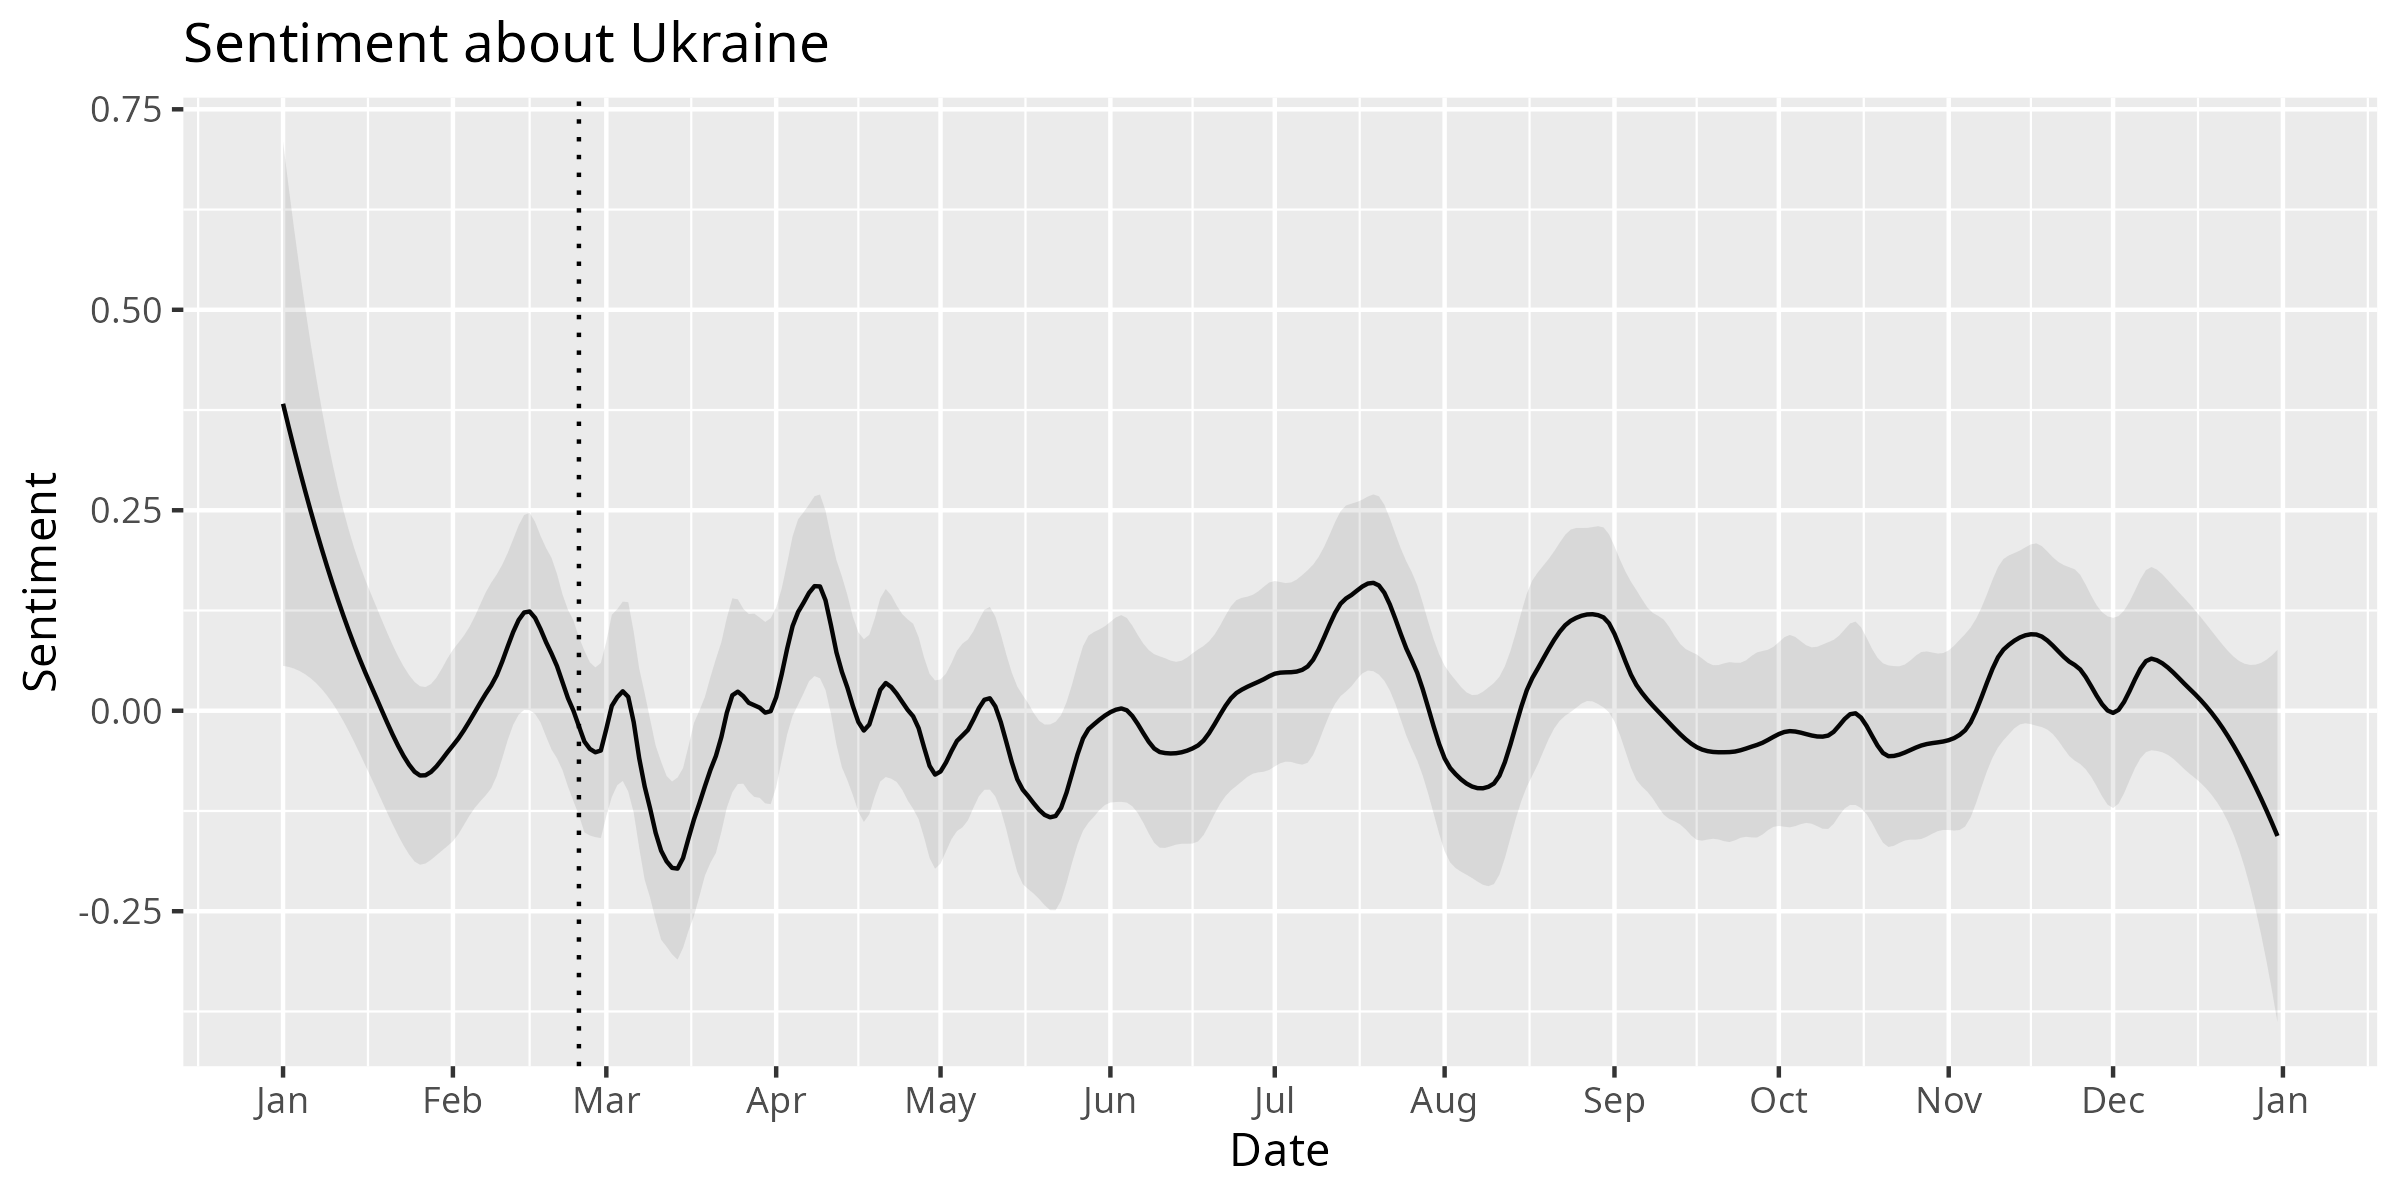 Sentiment about Ukraine
0.75
0.50
0.25
0.00
-0.25
Sentiment
Jan Feb Mar Apr May Jun Jul Aug Sep Oct Nov Dec Jan
Date